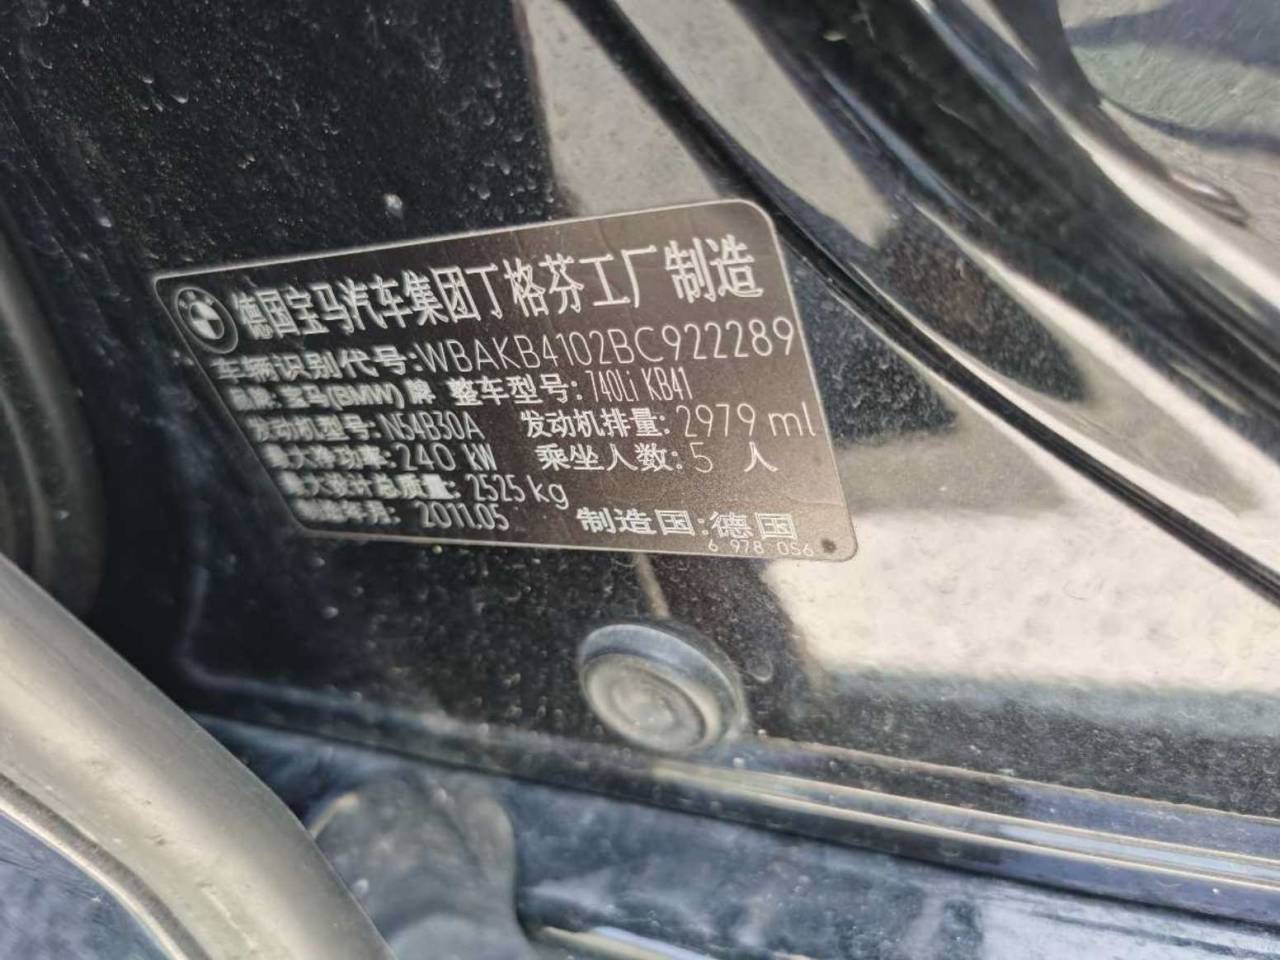 德国宝马汽车集团丁格芬工厂制造
车辆识别代号:WBAKB4102BC922289
品牌:宝马(BMW)牌 整车型号:740Li KB41
发动机型号:N54B30A 发动机排量:2979 ml
最大净功率:240 kW 乘坐人数:5 人
最大设计总质量:2525 kg
制造年月:2011.05 制造国:德国
6 978 056